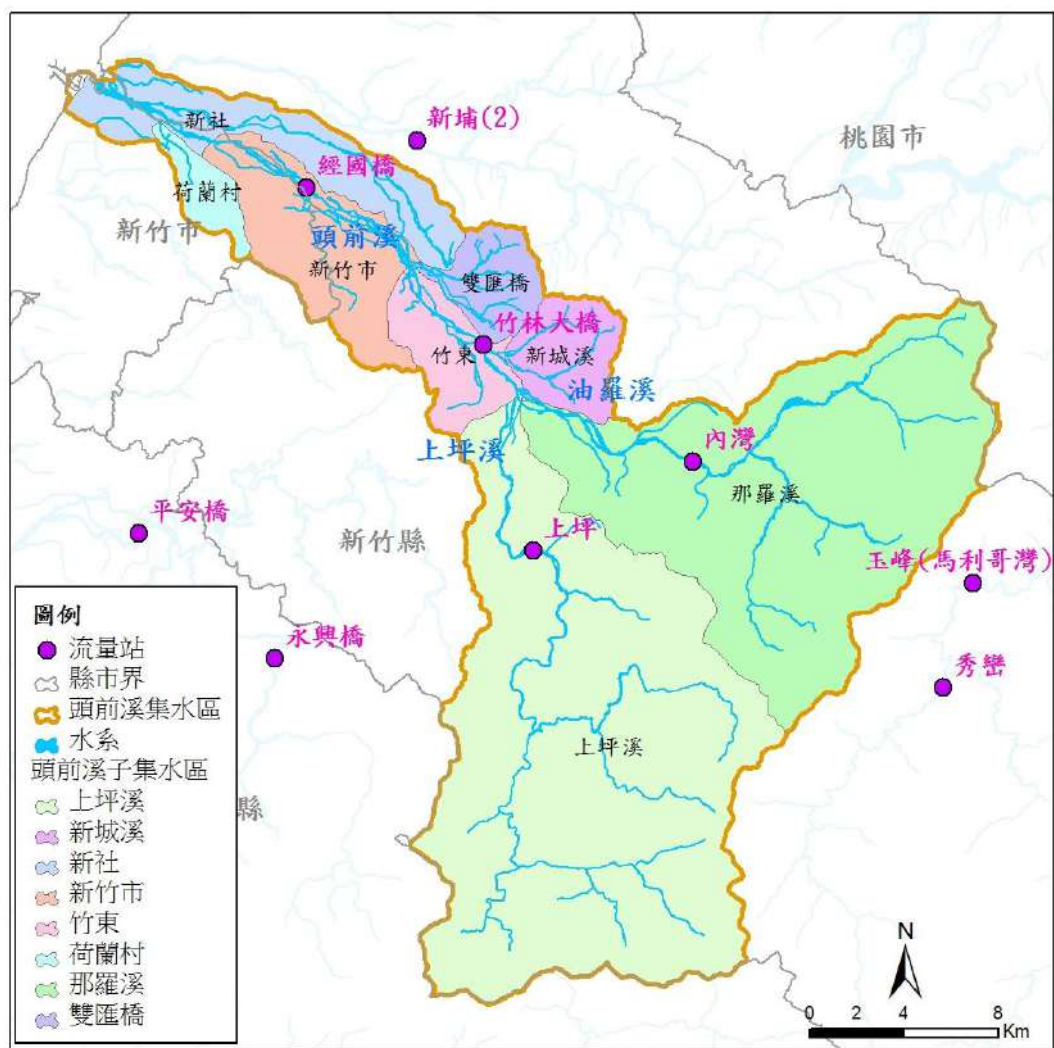 新埔(2)
桃園市
新社
經國橋
荷蘭村
新竹市
頭前溪
新竹市
雙匯橋
竹林大橋
竹東
新城溪
油羅溪
上坪溪
內灣
那羅溪
平安橋
新竹縣
上坪
玉峰(馬利哥灣)
永興橋
秀巒
上坪溪
縣
圖例
流量站
縣市界
頭前溪集水區
水系
頭前溪子集水區
上坪溪
新城溪
新社
新竹市
竹東
荷蘭村
那羅溪
雙匯橋
N
0 2 4 8
Km